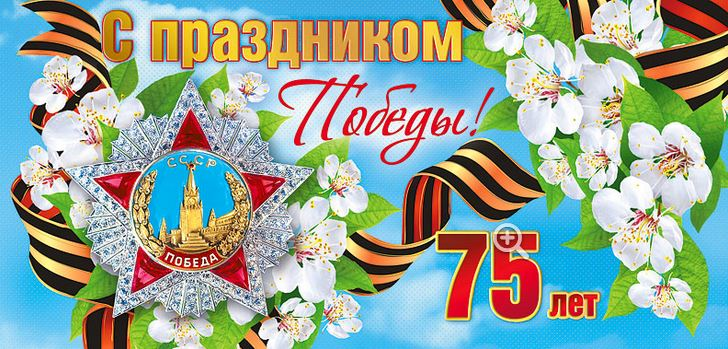 С праздником
Победы!
СССР
ПОБЕДА
75 лет